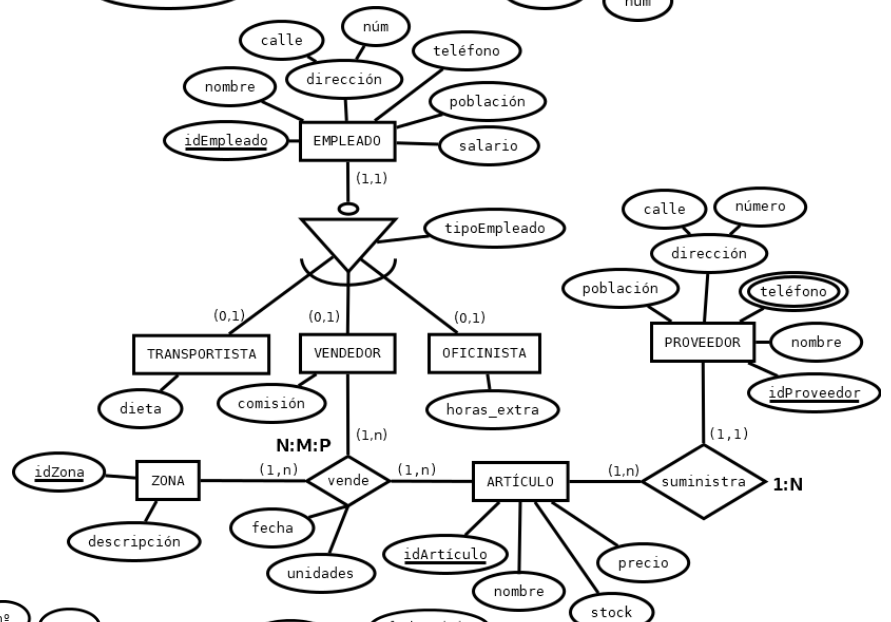 núm
núm
calle
teléfono
dirección
nombre
población
idEmpleado
EMPLEADO
salario
(1,1)
tipoEmpleado
calle
número
dirección
población
teléfono
(0,1)
(0,1)
(0,1)
TRANSPORTISTA
VENDEDOR
OFICINISTA
PROVEEDOR
nombre
idProveedor
dieta
comisión
horas_extra
N:M:P
(1,n)
(1,1)
idZona
ZONA
(1,n)
vende
(1,n)
ARTÍCULO
(1,n)
suministra
1:N
descripción
fecha
unidades
idArtículo
nombre
precio
stock
nº